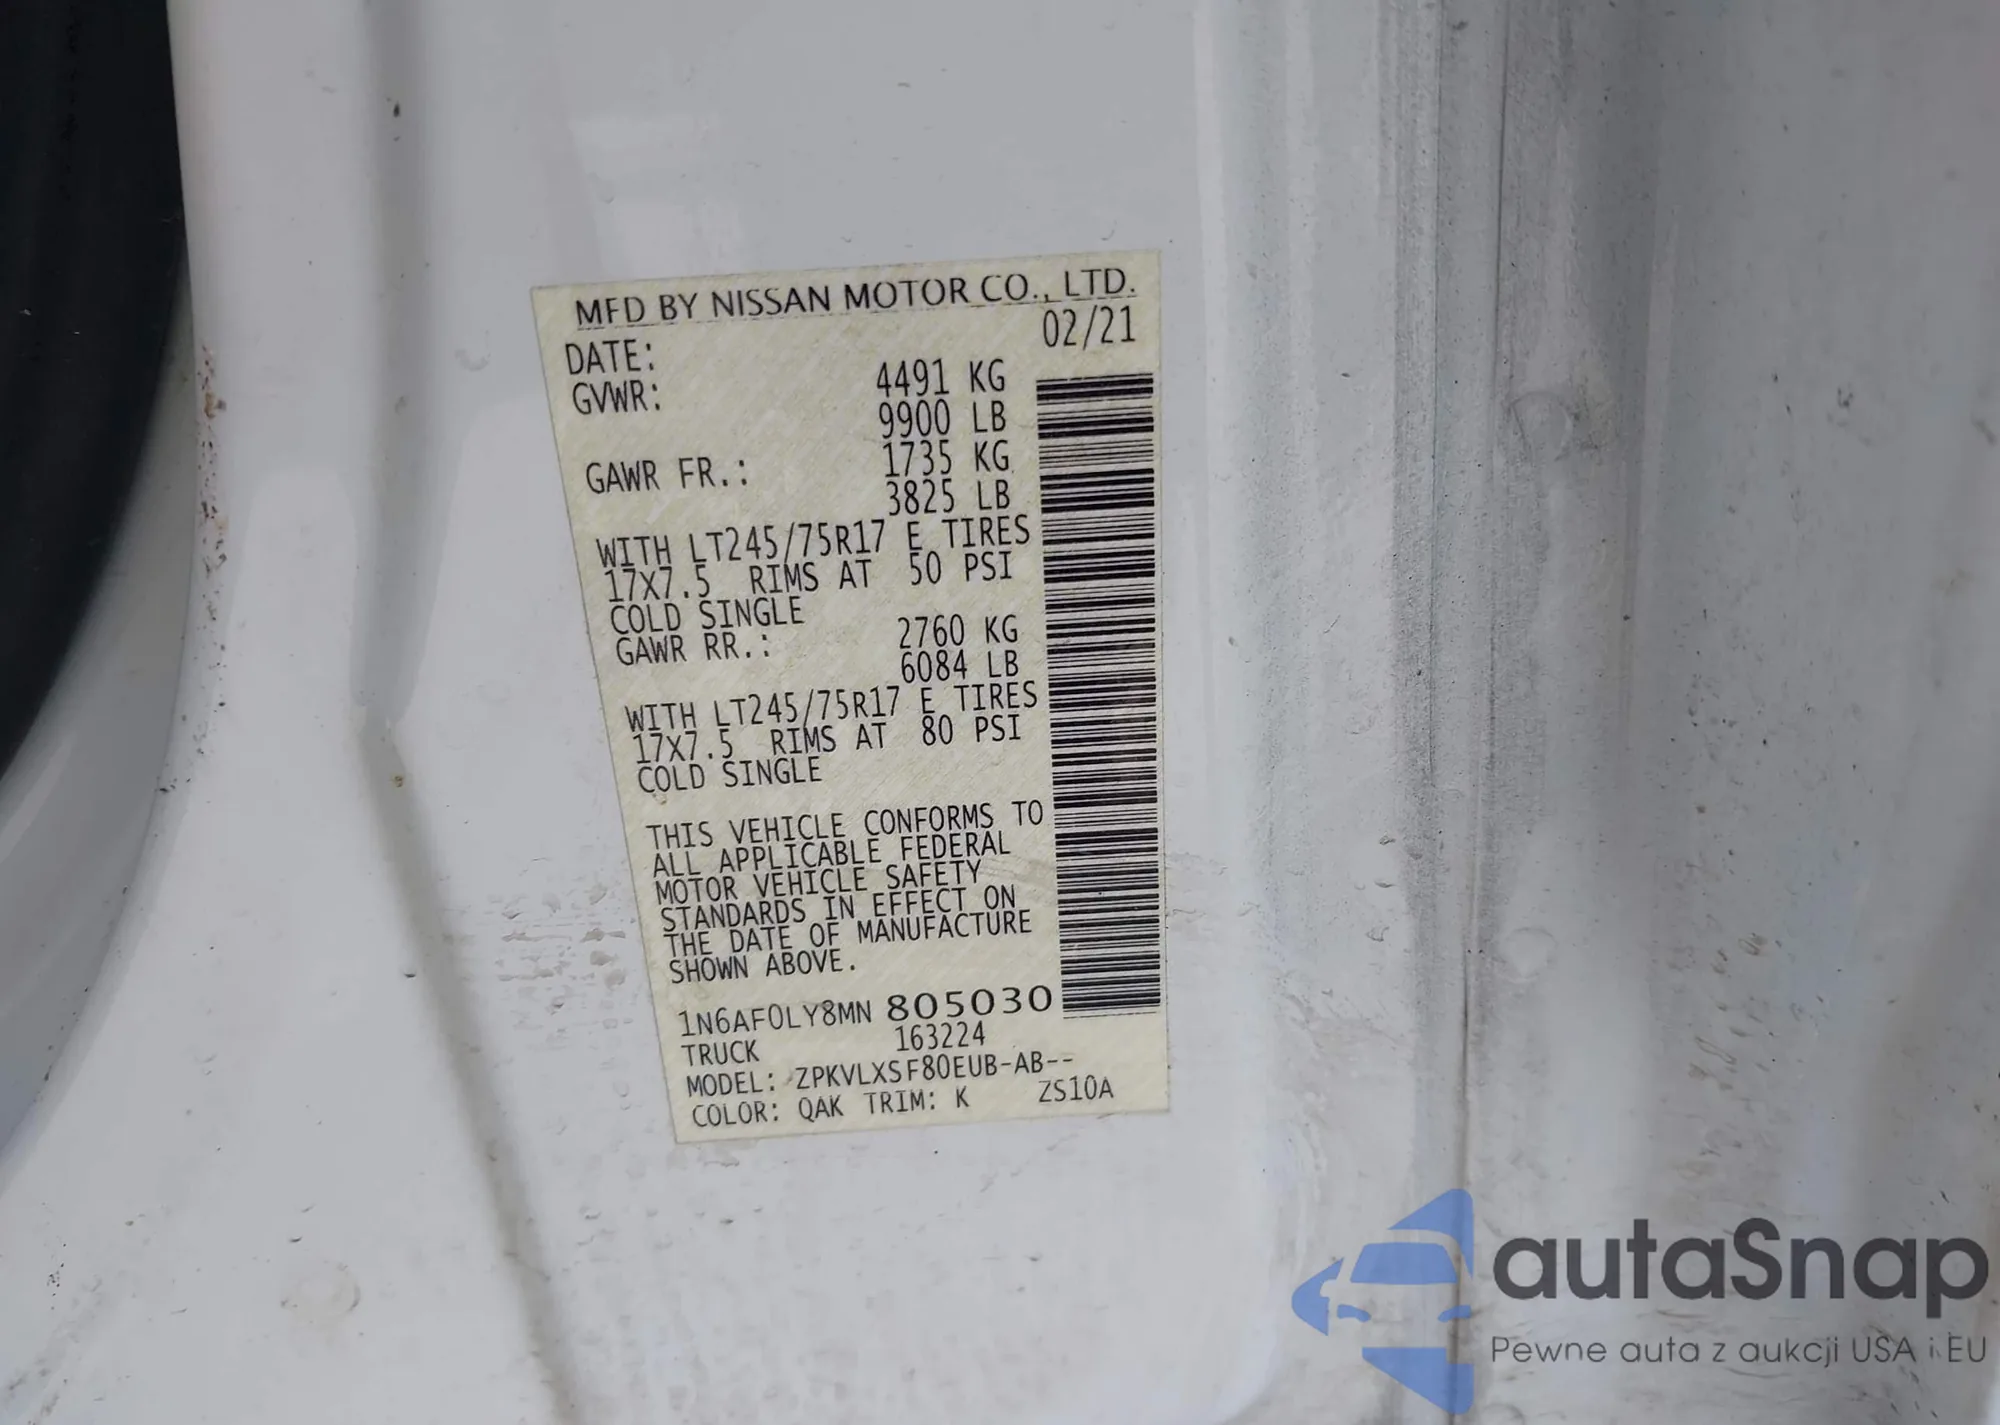 MFD BY NISSAN MOTOR CO., LTD.
DATE: 02/21
GVWR: 4491 KG
9900 LB
GAWR FR.: 1735 KG
3825 LB
WITH LT245/75R17 E TIRES
17X7.5 RIMS AT 50 PSI
COLD SINGLE
GAWR RR.: 2760 KG
6084 LB
WITH LT245/75R17 E TIRES
17X7.5 RIMS AT 80 PSI
COLD SINGLE
THIS VEHICLE CONFORMS TO
ALL APPLICABLE FEDERAL
MOTOR VEHICLE SAFETY
STANDARDS IN EFFECT ON
THE DATE OF MANUFACTURE
SHOWN ABOVE.
1N6AF0LY8MN 805030
TRUCK 163224
MODEL: ZPKVLXSF80EUB-AB--
COLOR: QAK TRIM: K ZS10A
autaSnap
Pewne auta z aukcji USA i EU